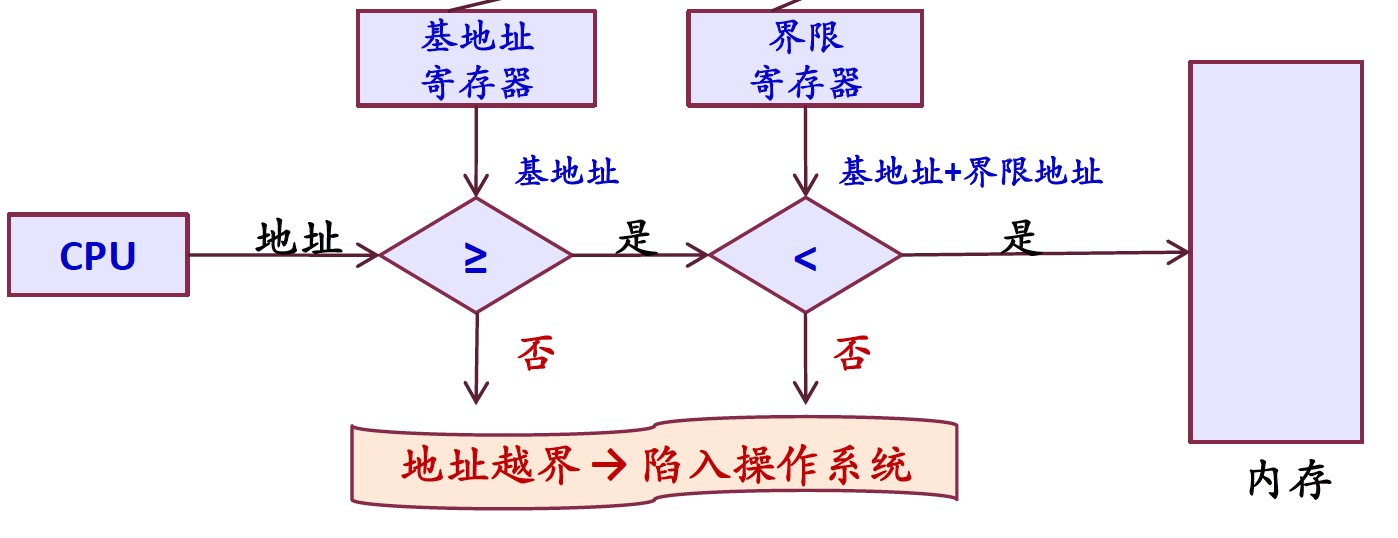 基地址
寄存器
界限
寄存器
基地址
基地址+界限地址
CPU
地址
≥
是
<
是
否
否
地址越界 → 陷入操作系统
内存